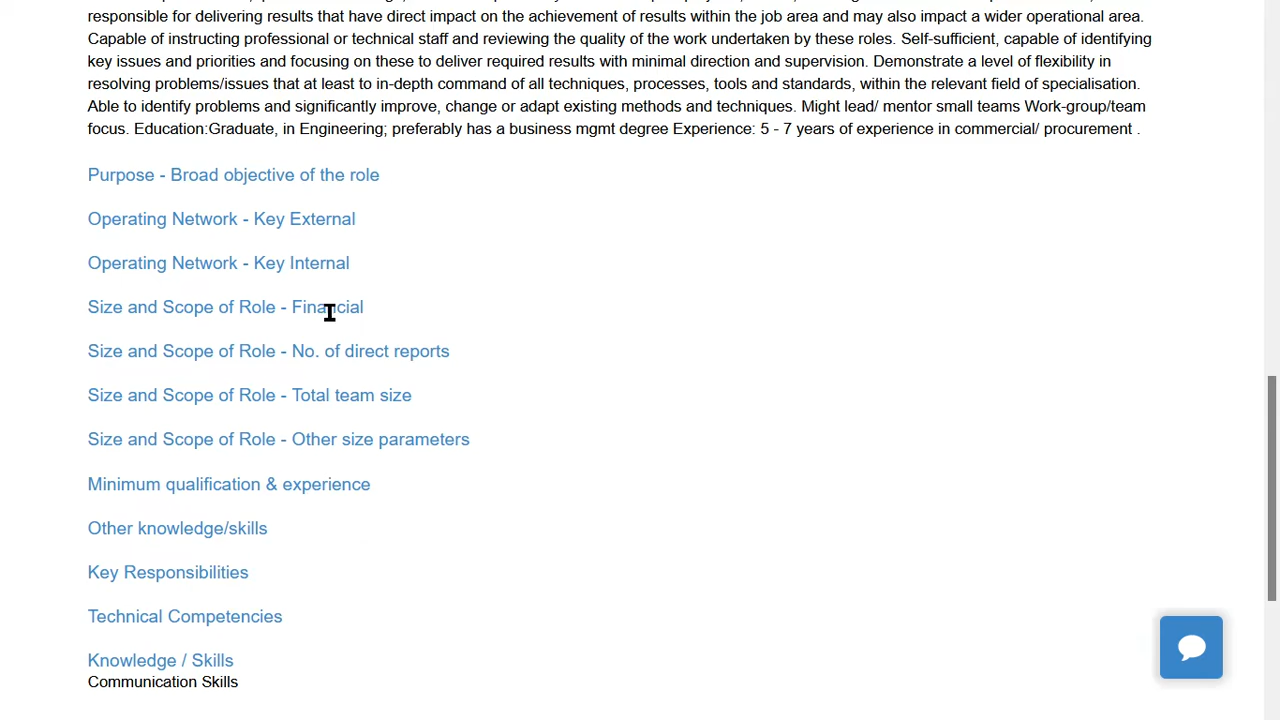 responsible for delivering results that have direct impact on the achievement of results within the job area and may also impact a wider operational area.
Capable of instructing professional or technical staff and reviewing the quality of the work undertaken by these roles. Self-sufficient, capable of identifying
key issues and priorities and focusing on these to deliver required results with minimal direction and supervision. Demonstrate a level of flexibility in
resolving problems/issues that at least to in-depth command of all techniques, processes, tools and standards, within the relevant field of specialisation.
Able to identify problems and significantly improve, change or adapt existing methods and techniques. Might lead/ mentor small teams Work-group/team
focus. Education:Graduate, in Engineering; preferably has a business mgmt degree Experience: 5 - 7 years of experience in commercial/ procurement .
Purpose - Broad objective of the role
Operating Network - Key External
Operating Network - Key Internal
Size and Scope of Role - Financial
Size and Scope of Role - No. of direct reports
Size and Scope of Role - Total team size
Size and Scope of Role - Other size parameters
Minimum qualification & experience
Other knowledge/skills
Key Responsibilities
Technical Competencies
Knowledge / Skills
Communication Skills